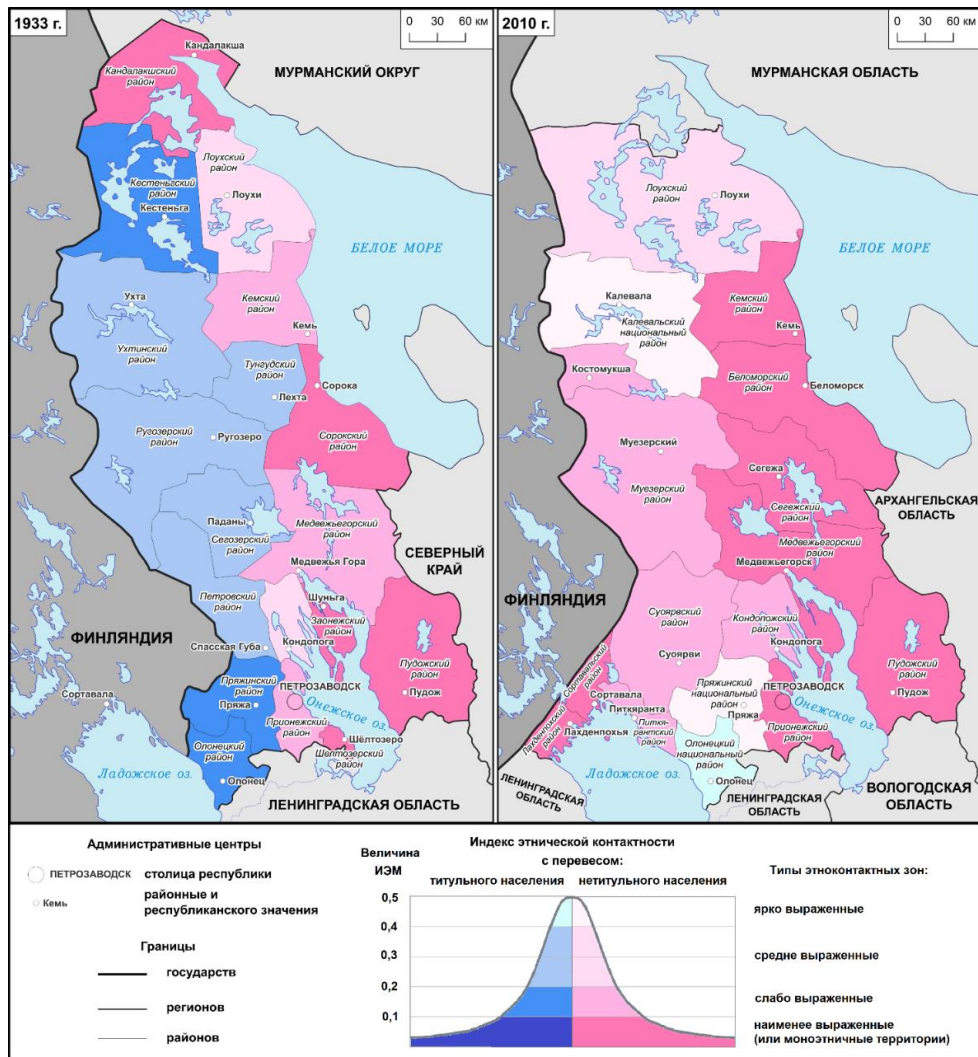 1933 г.
0 30 60 км
Кандалакша
МУРМАНСКИЙ ОКРУГ
Кандалакшский
район
Лоухский
район
Кестеньгский
район
Кестеньга
Лоухи
БЕЛОЕ МОРЕ
Ухта
Кемский
район
Кемь
Ухтинский
район
Тунгудский
район
Сорока
Лехта
Ругозерский
район
Ругозеро
Сорокский
район
Паданы
Сегозерский
район
Медвежьегорский
район
СЕВЕРНЫЙ
КРАЙ
Медвежья Гора
Петровский
район
Шуньга
Заонежский
район
ФИНЛЯНДИЯ
Спасская Губа
Кондопога
Пудожский
район
Пряжинский
район
ПЕТРОЗАВОДСК
Пудож
Сортавала
Пряжа
Онежское оз.
Прионежский
район
Олонецкий
район
Шёлтозеро
Шёлтозерский
район
Ладожское оз.
Олонец
ЛЕНИНГРАДСКАЯ ОБЛАСТЬ
2010 г.
0 30 60 км
МУРМАНСКАЯ ОБЛАСТЬ
Лоухский
район
Лоухи
БЕЛОЕ МОРЕ
Калевала
Калевальский
национальный
район
Кемский
район
Кемь
Костомукша
Беломорский
район
Беломорск
Муезерский
Сегежа
Муезерский
район
Сегежский
район
АРХАНГЕЛЬСКАЯ
ОБЛАСТЬ
Медвежьегорский
район
Медвежьегорск
ФИНЛЯНДИЯ
Суоярвский
район
Кондопожский
район
Кондопога
Суоярви
Пудожский
район
Сортавальский
район
Пряжинский
национальный
район
ПЕТРОЗАВОДСК
Пудож
Сортавала
Питкяранта
Пряжа
Онежское оз.
Лахденпохский
район
Лахденпохья
Питкя-
рантский
район
Прионежский
район
Олонецкий
национальный
район
Ладожское оз.
Олонец
ЛЕНИНГРАДСКАЯ
ОБЛАСТЬ
ЛЕНИНГРАДСКАЯ
ОБЛАСТЬ
ВОЛОГОДСКАЯ
ОБЛАСТЬ
Административные центры
ПЕТРОЗАВОДСК столица республики
Кемь районные и
республиканского значения
Границы
государств
регионов
районов
Величина
ИЭМ
Индекс этнической контактности
с перевесом:
титульного населения нетитульного населения
0,5
0,4
0,3
0,2
0,1
Типы этноконтактных зон:
ярко выраженные
средне выраженные
слабо выраженные
наименее выраженные
(или моноэтничные территории)